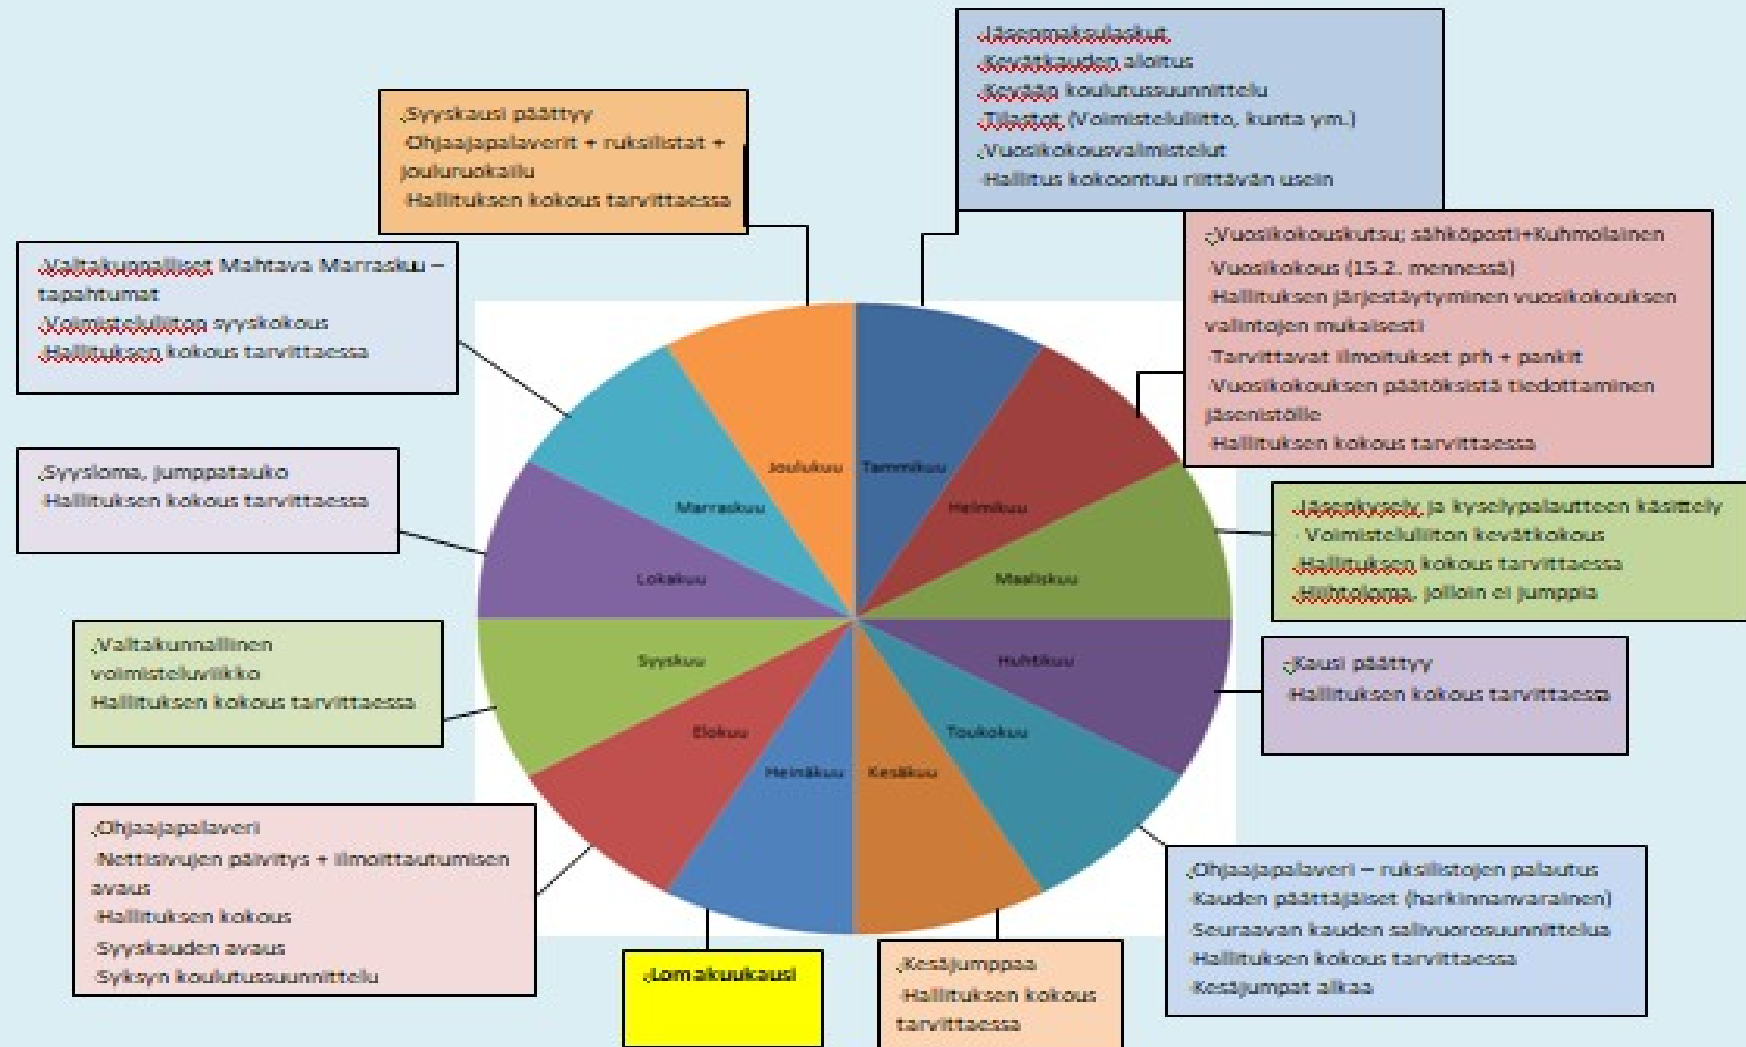 -Jäsenmaksulaskut
-Kevätkauden aloitus
-Kevään koulutussuunnittelu
-Tilastot (Voimisteluliitto, kunta ym.)
-Vuosikokousvalmistelut
-Hallitus kokoontuu riittävän usein
-Vuosikokouskutsu; sähköposti+Kuhmolainen
-Vuosikokous (15.2. mennessä)
-Hallituksen järjestäytyminen vuosikokouksen
valintojen mukaisesti
-Tarvittavat ilmoitukset prh + pankit
-Vuosikokouksen päätöksistä tiedottaminen
jäsenistölle
-Hallituksen kokous tarvittaessa
-Jäsenkysely ja kyselypalautteen käsittely
- Voimisteluliiton kevätkokous
-Hallituksen kokous tarvittaessa
-Hiihtoloma, jolloin ei jumppia
-Kausi päättyy
-Hallituksen kokous tarvittaessa
-Ohjaajapalaveri – ruksilistojen palautus
-Kauden päättäjäiset (harkinnanvarainen)
-Seuraavan kauden salivuorosuunnittelua
-Hallituksen kokous tarvittaessa
-Kesäjumpat alkaa
-Kesäjumppaa
-Hallituksen kokous
tarvittaessa
-Lomakuukausi
-Ohjaajapalaveri
-Nettisivujen päivitys + ilmoittautumisen
avaus
-Hallituksen kokous
-Syyskauden avaus
-Syksyn koulutussuunnittelu
-Valtakunnallinen
voimisteluviikko
Hallituksen kokous tarvittaessa
-Syysloma, jumppatauko
-Hallituksen kokous tarvittaessa
-Valtakunnalliset Mahtava Marraskuu –
tapahtumat
-Voimisteluliiton syyskokous
-Hallituksen kokous tarvittaessa
-Syyskausi päättyy
-Ohjaajapalaverit + ruksilistat +
jouluruokailu
-Hallituksen kokous tarvittaessa
Tammikuu
Helmikuu
Maaliskuu
Huhtikuu
Toukokuu
Kesäkuu
Heinäkuu
Elokuu
Syyskuu
Lokakuu
Marraskuu
Joulukuu